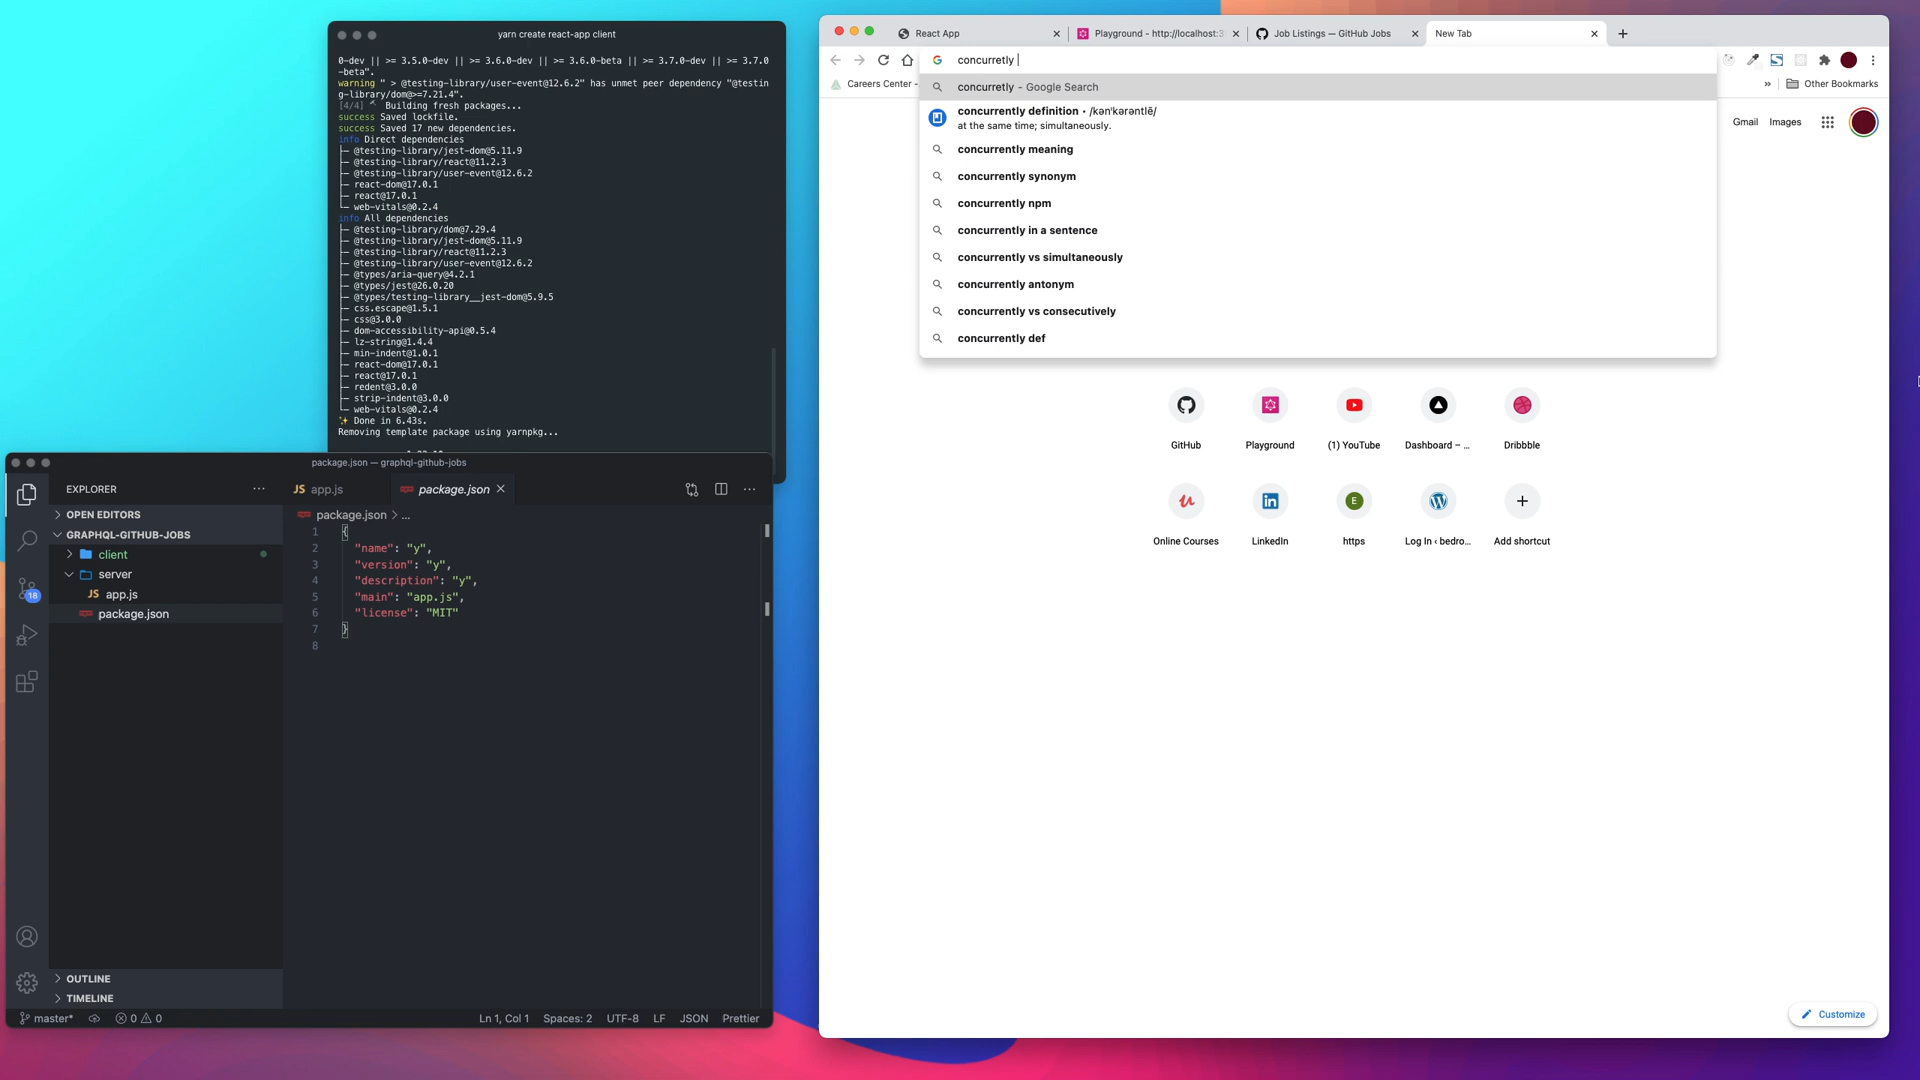 yarn create react-app client
0-dev || >= 3.5.0-dev || >= 3.6.0-dev || >= 3.6.0-beta || >= 3.7.0-dev || >= 3.7.0
-beta".
warning " > @testing-library/user-event@12.6.2" has unmet peer dependency "@testin
g-library/dom@>=7.21.4".
[4/4] Building fresh packages...
success Saved lockfile.
success Saved 17 new dependencies.
info Direct dependencies
├─ @testing-library/jest-dom@5.11.9
├─ @testing-library/react@11.2.3
├─ @testing-library/user-event@12.6.2
├─ react-dom@17.0.1
├─ react@17.0.1
└─ web-vitals@0.2.4
info All dependencies
├─ @testing-library/dom@7.29.4
├─ @testing-library/jest-dom@5.11.9
├─ @testing-library/react@11.2.3
├─ @testing-library/user-event@12.6.2
├─ @types/aria-query@4.2.1
├─ @types/jest@26.0.20
├─ @types/testing-library__jest-dom@5.9.5
├─ css.escape@1.5.1
├─ css@3.0.0
├─ dom-accessibility-api@0.5.4
├─ lz-string@1.4.4
├─ min-indent@1.0.1
├─ react-dom@17.0.1
├─ react@17.0.1
├─ redent@3.0.0
├─ strip-indent@3.0.0
└─ web-vitals@0.2.4
✨ Done in 6.43s.
Removing template package using yarnpkg...
package.json — graphql-github-jobs
EXPLORER
JS app.js
package.json
OPEN EDITORS
package.json > ...
GRAPHQL-GITHUB-JOBS
client
server
JS app.js
package.json
18
1 {
2 "name": "y",
3 "version": "y",
4 "description": "y",
5 "main": "app.js",
6 "license": "MIT"
7 }
8
OUTLINE
TIMELINE
master* 0 0 Ln 1, Col 1 Spaces: 2 UTF-8 LF JSON Prettier
React App
Playground - http://localhost:3
Job Listings — GitHub Jobs
New Tab
concurretly
Careers Center -
» Other Bookmarks
concurretly - Google Search
concurrently definition • /kənˈkərəntlē/
at the same time; simultaneously.
concurrently meaning
concurrently synonym
concurrently npm
concurrently in a sentence
concurrently vs simultaneously
concurrently antonym
concurrently vs consecutively
concurrently def
Gmail Images
GitHub Playground (1) YouTube Dashboard – ... Dribbble
E
Online Courses LinkedIn https Log In ‹ bedro... Add shortcut
Customize